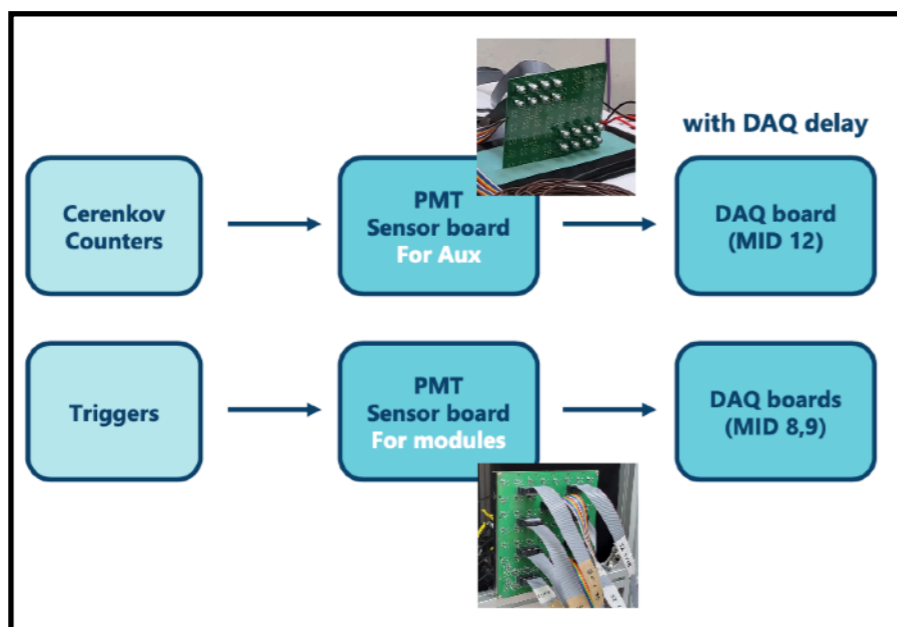 with DAQ delay
Cerenkov
Counters
PMT
Sensor board
For Aux
DAQ board
(MID 12)
Triggers
PMT
Sensor board
For modules
DAQ boards
(MID 8,9)